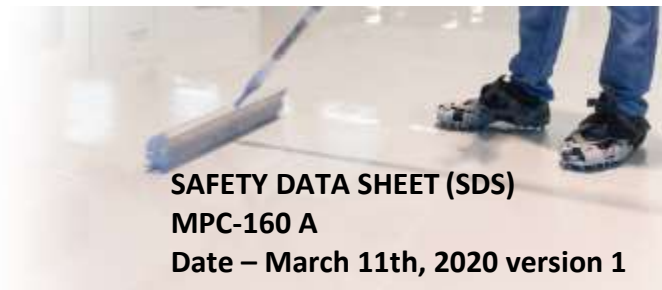 SAFETY DATA SHEET (SDS)
MPC-160 A
Date – March 11th, 2020 version 1